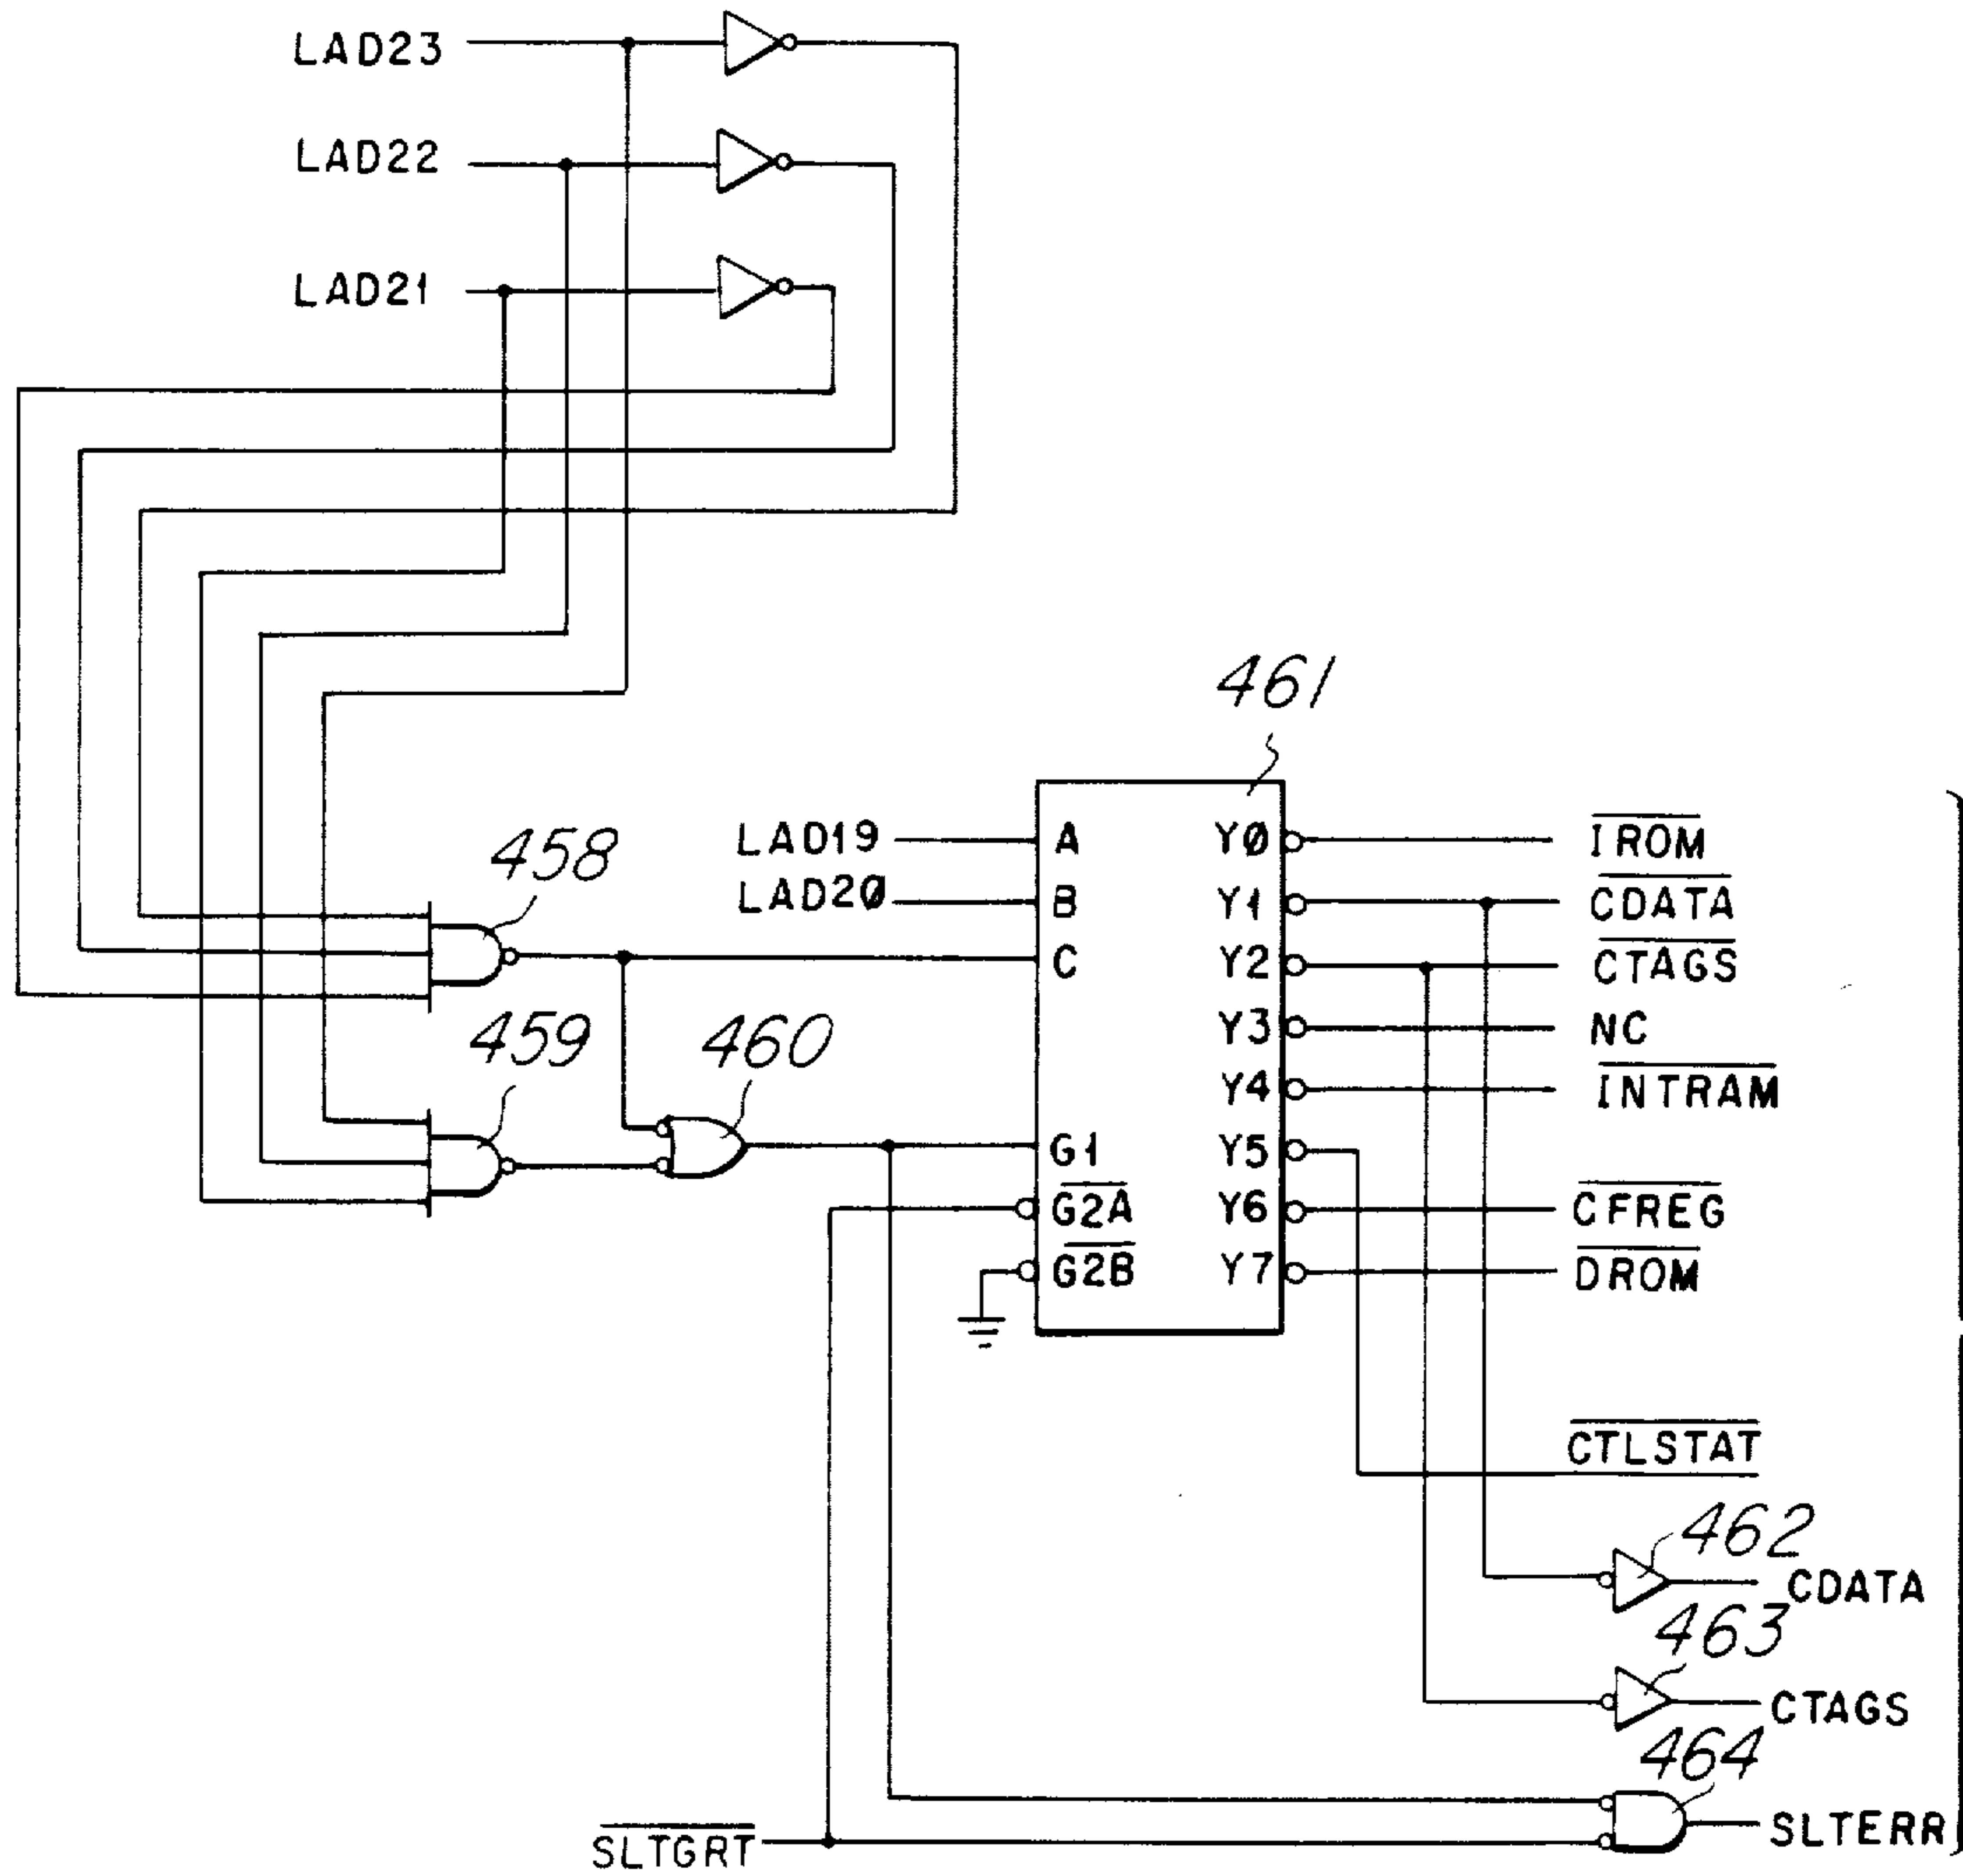 LAD23
LAD22
LAD21
461
458
LAD19
LAD20
A
B
C
G1
G2A
G2B
Y0
Y1
Y2
Y3
Y4
Y5
Y6
Y7
IROM
CDATA
CTAGS
NC
INTRAM
CFREG
DROM
459
460
CTLSTAT
462
CDATA
463
CTAGS
464
SLTERR
SLTGRT